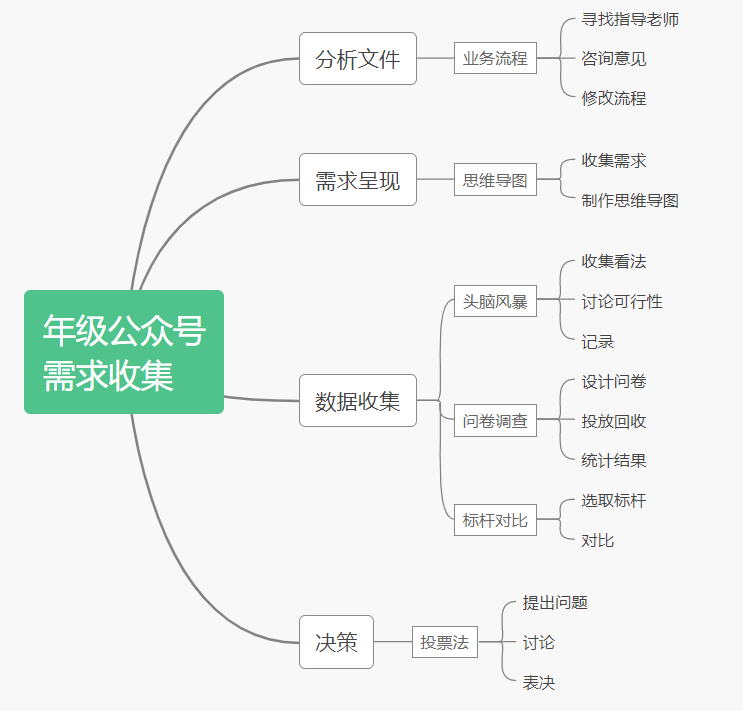 年级公众号
需求收集
分析文件
业务流程
寻找指导老师
咨询意见
修改流程
需求呈现
思维导图
收集需求
制作思维导图
数据收集
头脑风暴
收集看法
讨论可行性
记录
问卷调查
设计问卷
投放回收
统计结果
标杆对比
选取标杆
对比
决策
投票法
提出问题
讨论
表决